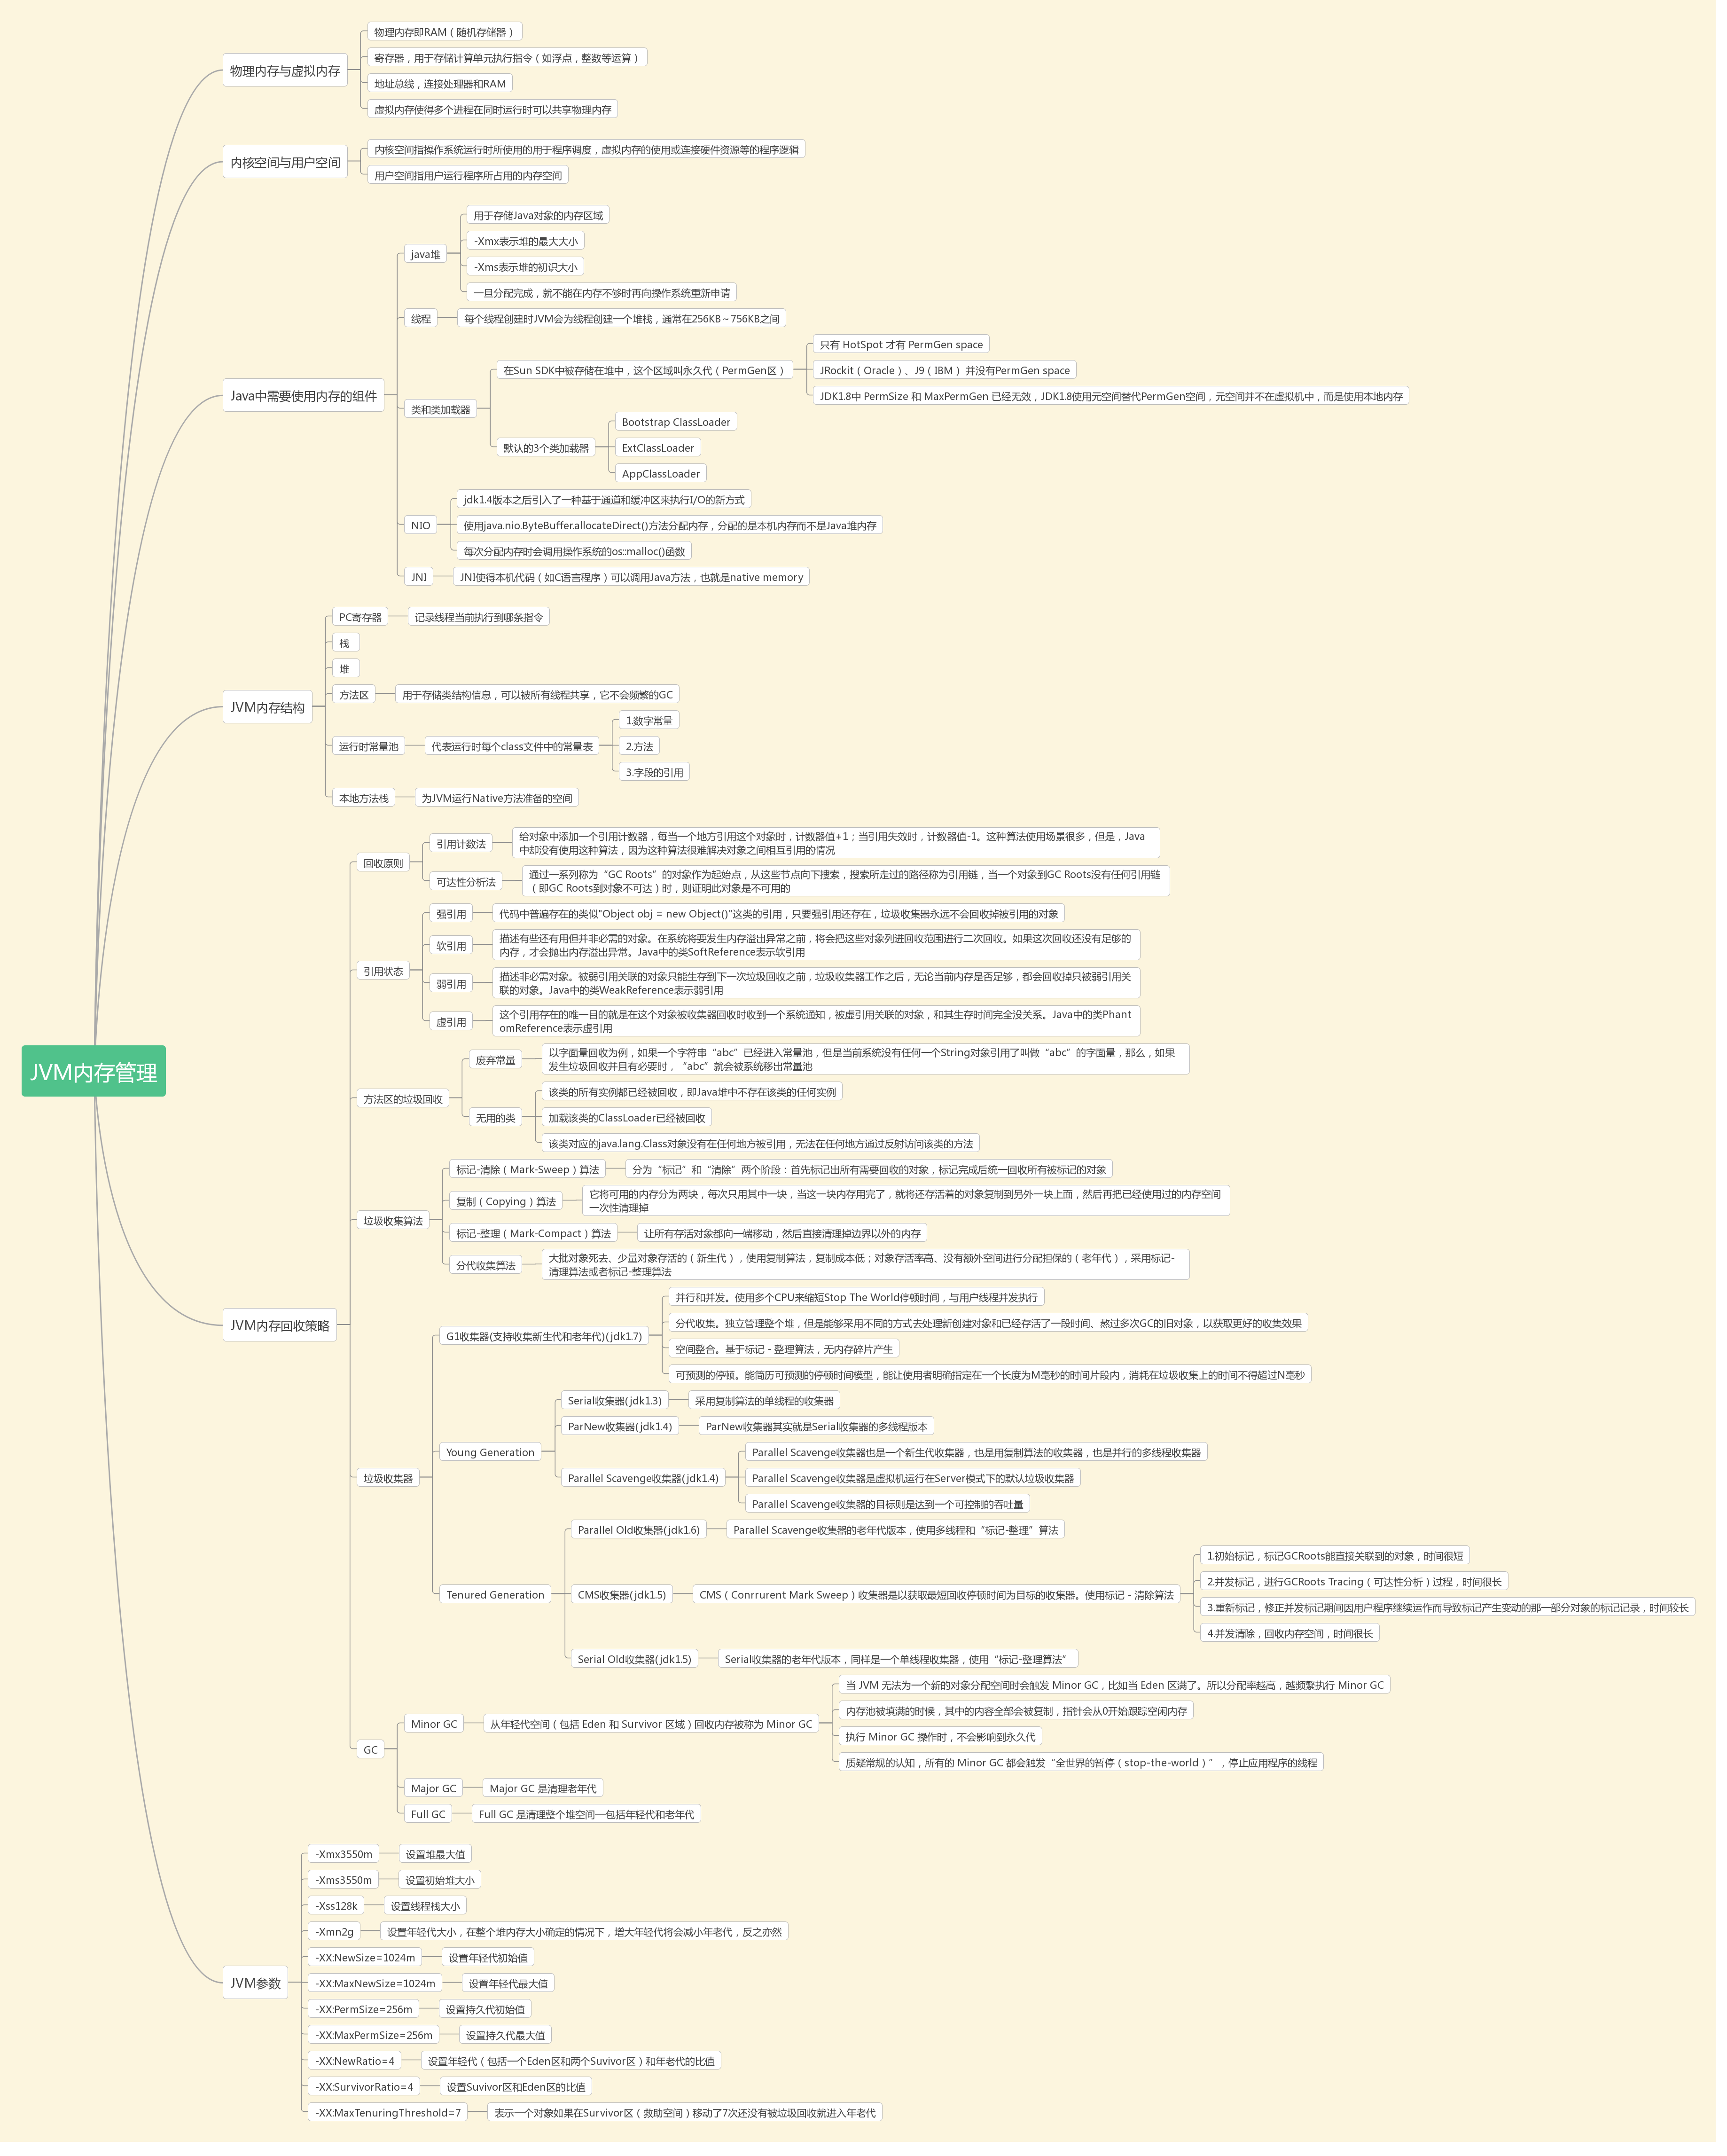 JVM内存管理
物理内存与虚拟内存
物理内存即RAM（随机存储器）
寄存器，用于存储计算单元执行指令（如浮点，整数等运算）
地址总线，连接处理器和RAM
虚拟内存使得多个进程在同时运行时可以共享物理内存
内核空间与用户空间
内核空间指操作系统运行时所使用的用于程序调度，虚拟内存的使用或连接硬件资源等的程序逻辑
用户空间指用户运行程序所占用的内存空间
Java中需要使用内存的组件
java堆
用于存储Java对象的内存区域
-Xmx表示堆的最大大小
-Xms表示堆的初识大小
一旦分配完成，就不能在内存不够时再向操作系统重新申请
线程
每个线程创建时JVM会为线程创建一个堆栈，通常在256KB～756KB之间
类和类加载器
在Sun SDK中被存储在堆中，这个区域叫永久代（PermGen区）
只有 HotSpot 才有 PermGen space
JRockit（Oracle）、J9（IBM） 并没有PermGen space
JDK1.8中 PermSize 和 MaxPermGen 已经无效，JDK1.8使用元空间替代PermGen空间，元空间并不在虚拟机中，而是使用本地内存
默认的3个类加载器
Bootstrap ClassLoader
ExtClassLoader
AppClassLoader
NIO
jdk1.4版本之后引入了一种基于通道和缓冲区来执行I/O的新方式
使用java.nio.ByteBuffer.allocateDirect()方法分配内存，分配的是本机内存而不是Java堆内存
每次分配内存时会调用操作系统的os::malloc()函数
JNI
JNI使得本机代码（如C语言程序）可以调用Java方法，也就是native memory
JVM内存结构
PC寄存器
记录线程当前执行到哪条指令
栈
堆
方法区
用于存储类结构信息，可以被所有线程共享，它不会频繁的GC
运行时常量池
代表运行时每个class文件中的常量表
1.数字常量
2.方法
3.字段的引用
本地方法栈
为JVM运行Native方法准备的空间
JVM内存回收策略
回收原则
引用计数法
给对象中添加一个引用计数器，每当一个地方引用这个对象时，计数器值+1；当引用失效时，计数器值-1。这种算法使用场景很多，但是，Java
中却没有使用这种算法，因为这种算法很难解决对象之间相互引用的情况
可达性分析法
通过一系列称为“GC Roots”的对象作为起始点，从这些节点向下搜索，搜索所走过的路径称为引用链，当一个对象到GC Roots没有任何引用链
（即GC Roots到对象不可达）时，则证明此对象是不可用的
引用状态
强引用
代码中普遍存在的类似"Object obj = new Object()"这类的引用，只要强引用还存在，垃圾收集器永远不会回收掉被引用的对象
软引用
描述有些还有用但并非必需的对象。在系统将要发生内存溢出异常之前，将会把这些对象列进回收范围进行二次回收。如果这次回收还没有足够的
内存，才会抛出内存溢出异常。Java中的类SoftReference表示软引用
弱引用
描述非必需对象。被弱引用关联的对象只能生存到下一次垃圾回收之前，垃圾收集器工作之后，无论当前内存是否足够，都会回收掉只被弱引用关
联的对象。Java中的类WeakReference表示弱引用
虚引用
这个引用存在的唯一目的就是在这个对象被收集器回收时收到一个系统通知，被虚引用关联的对象，和其生存时间完全没关系。Java中的类Phant
omReference表示虚引用
方法区的垃圾回收
废弃常量
以字面量回收为例，如果一个字符串“abc”已经进入常量池，但是当前系统没有任何一个String对象引用了叫做“abc”的字面量，那么，如果
发生垃圾回收并且有必要时，“abc”就会被系统移出常量池
无用的类
该类的所有实例都已经被回收，即Java堆中不存在该类的任何实例
加载该类的ClassLoader已经被回收
该类对应的java.lang.Class对象没有在任何地方被引用，无法在任何地方通过反射访问该类的方法
垃圾收集算法
标记-清除（Mark-Sweep）算法
分为“标记”和“清除”两个阶段：首先标记出所有需要回收的对象，标记完成后统一回收所有被标记的对象
复制（Copying）算法
它将可用的内存分为两块，每次只用其中一块，当这一块内存用完了，就将还存活着的对象复制到另外一块上面，然后再把已经使用过的内存空间
一次性清理掉
标记-整理（Mark-Compact）算法
让所有存活对象都向一端移动，然后直接清理掉边界以外的内存
分代收集算法
大批对象死去、少量对象存活的（新生代），使用复制算法，复制成本低；对象存活率高、没有额外空间进行分配担保的（老年代），采用标记-
清理算法或者标记-整理算法
垃圾收集器
G1收集器(支持收集新生代和老年代)(jdk1.7)
并行和并发。使用多个CPU来缩短Stop The World停顿时间，与用户线程并发执行
分代收集。独立管理整个堆，但是能够采用不同的方式去处理新创建对象和已经存活了一段时间、熬过多次GC的旧对象，以获取更好的收集效果
空间整合。基于标记 - 整理算法，无内存碎片产生
可预测的停顿。能简历可预测的停顿时间模型，能让使用者明确指定在一个长度为M毫秒的时间片段内，消耗在垃圾收集上的时间不得超过N毫秒
Young Generation
Serial收集器(jdk1.3)
采用复制算法的单线程的收集器
ParNew收集器(jdk1.4)
ParNew收集器其实就是Serial收集器的多线程版本
Parallel Scavenge收集器(jdk1.4)
Parallel Scavenge收集器也是一个新生代收集器，也是用复制算法的收集器，也是并行的多线程收集器
Parallel Scavenge收集器是虚拟机运行在Server模式下的默认垃圾收集器
Parallel Scavenge收集器的目标则是达到一个可控制的吞吐量
Tenured Generation
Parallel Old收集器(jdk1.6)
Parallel Scavenge收集器的老年代版本，使用多线程和“标记-整理”算法
CMS收集器(jdk1.5)
CMS（Conrrurent Mark Sweep）收集器是以获取最短回收停顿时间为目标的收集器。使用标记 - 清除算法
1.初始标记，标记GCRoots能直接关联到的对象，时间很短
2.并发标记，进行GCRoots Tracing（可达性分析）过程，时间很长
3.重新标记，修正并发标记期间因用户程序继续运作而导致标记产生变动的那一部分对象的标记记录，时间较长
4.并发清除，回收内存空间，时间很长
Serial Old收集器(jdk1.5)
Serial收集器的老年代版本，同样是一个单线程收集器，使用“标记-整理算法”
GC
Minor GC
从年轻代空间（包括 Eden 和 Survivor 区域）回收内存被称为 Minor GC
当 JVM 无法为一个新的对象分配空间时会触发 Minor GC，比如当 Eden 区满了。所以分配率越高，越频繁执行 Minor GC
内存池被填满的时候，其中的内容全部会被复制，指针会从0开始跟踪空闲内存
执行 Minor GC 操作时，不会影响到永久代
质疑常规的认知，所有的 Minor GC 都会触发“全世界的暂停（stop-the-world）”，停止应用程序的线程
Major GC
Major GC 是清理老年代
Full GC
Full GC 是清理整个堆空间—包括年轻代和老年代
JVM参数
-Xmx3550m
设置堆最大值
-Xms3550m
设置初始堆大小
-Xss128k
设置线程栈大小
-Xmn2g
设置年轻代大小，在整个堆内存大小确定的情况下，增大年轻代将会减小年老代，反之亦然
-XX:NewSize=1024m
设置年轻代初始值
-XX:MaxNewSize=1024m
设置年轻代最大值
-XX:PermSize=256m
设置持久代初始值
-XX:MaxPermSize=256m
设置持久代最大值
-XX:NewRatio=4
设置年轻代（包括一个Eden区和两个Suvivor区）和年老代的比值
-XX:SurvivorRatio=4
设置Suvivor区和Eden区的比值
-XX:MaxTenuringThreshold=7
表示一个对象如果在Survivor区（救助空间）移动了7次还没有被垃圾回收就进入年老代